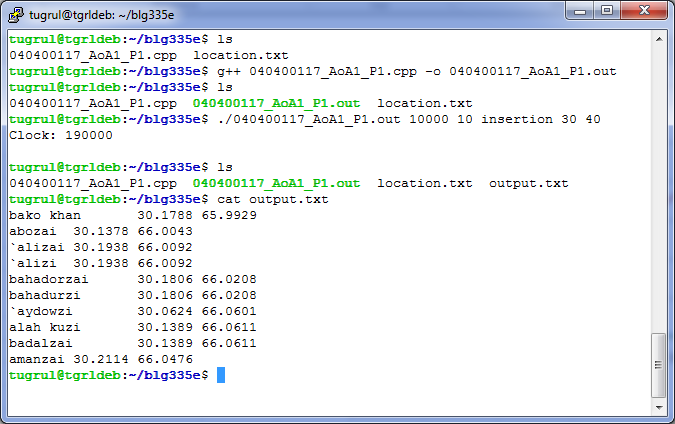 tugrul@tgrldeb: ~/blg335e
tugrul@tgrldeb:~/blg335e$ ls
040400117_AoA1_P1.cpp  location.txt
tugrul@tgrldeb:~/blg335e$ g++ 040400117_AoA1_P1.cpp -o 040400117_AoA1_P1.out
tugrul@tgrldeb:~/blg335e$ ls
040400117_AoA1_P1.cpp  040400117_AoA1_P1.out  location.txt
tugrul@tgrldeb:~/blg335e$ ./040400117_AoA1_P1.out 10000 10 insertion 30 40
Clock: 190000
tugrul@tgrldeb:~/blg335e$ ls
040400117_AoA1_P1.cpp  040400117_AoA1_P1.out  location.txt  output.txt
tugrul@tgrldeb:~/blg335e$ cat output.txt
bako khan       30.1788 65.9929
abozai  30.1378 66.0043
`alizai 30.1938 66.0092
`alizi  30.1938 66.0092
bahadorzai      30.1806 66.0208
bahadurzi       30.1806 66.0208
`aydowzi        30.0624 66.0601
alah kuzi       30.1389 66.0611
badalzai        30.1389 66.0611
amanzai 30.2114 66.0476
tugrul@tgrldeb:~/blg335e$